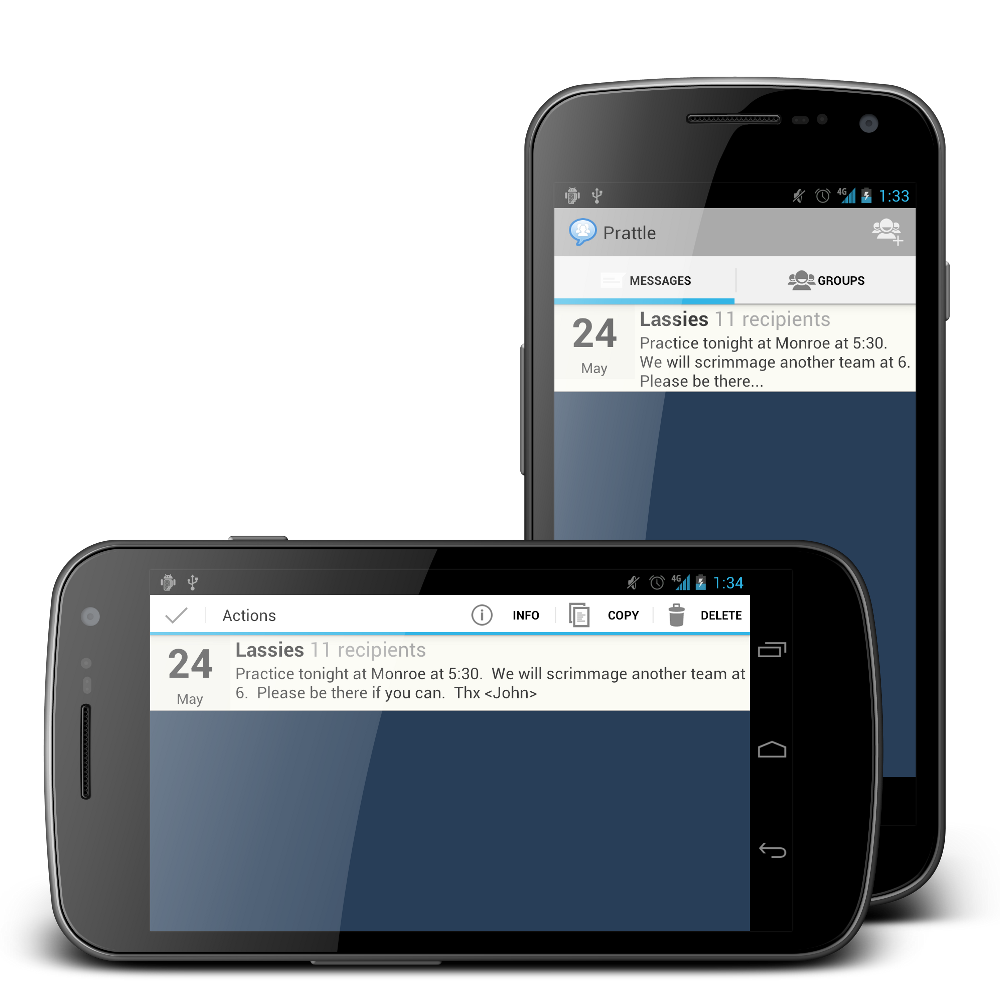 4G 1:33
Prattle
MESSAGES GROUPS
24
May
Lassies 11 recipients
Practice tonight at Monroe at 5:30.
We will scrimmage another team at 6.
Please be there...
4G 1:34
Actions INFO COPY DELETE
24
May
Lassies 11 recipients
Practice tonight at Monroe at 5:30.  We will scrimmage another team at
6.  Please be there if you can.  Thx <John>